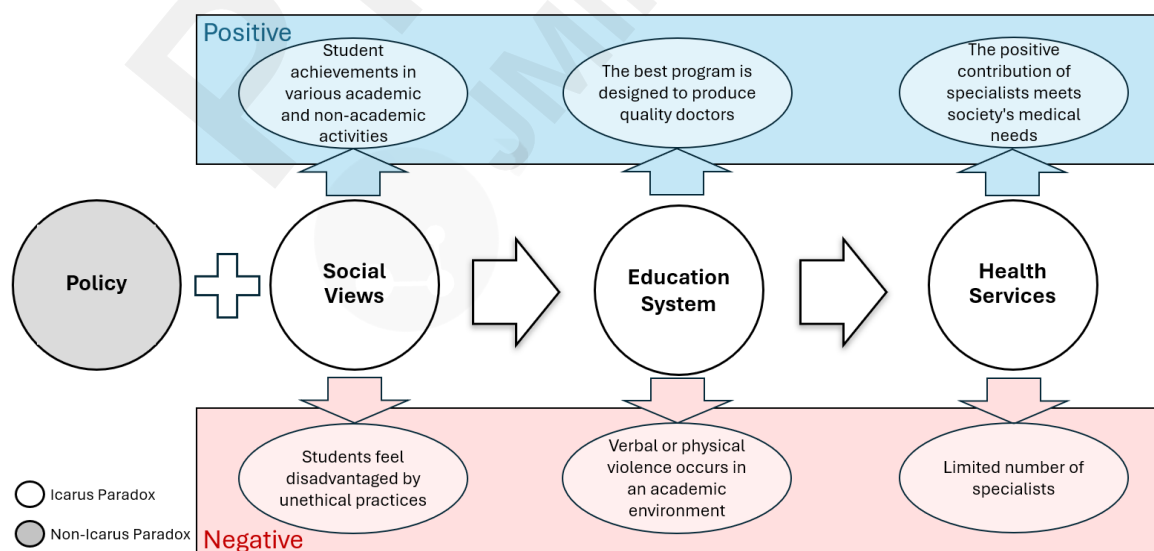 Positive
Student
achievements in
various academic
and non-academic
activities
The best program is
designed to produce
quality doctors
The positive
contribution of
specialists meets
society's medical
needs
Policy
Social
Views
Education
System
Health
Services
Students feel
disadvantaged by
unethical practices
Verbal or physical
violence occurs in
an academic
environment
Limited number of
specialists
Icarus Paradox
Non-Icarus Paradox
Negative